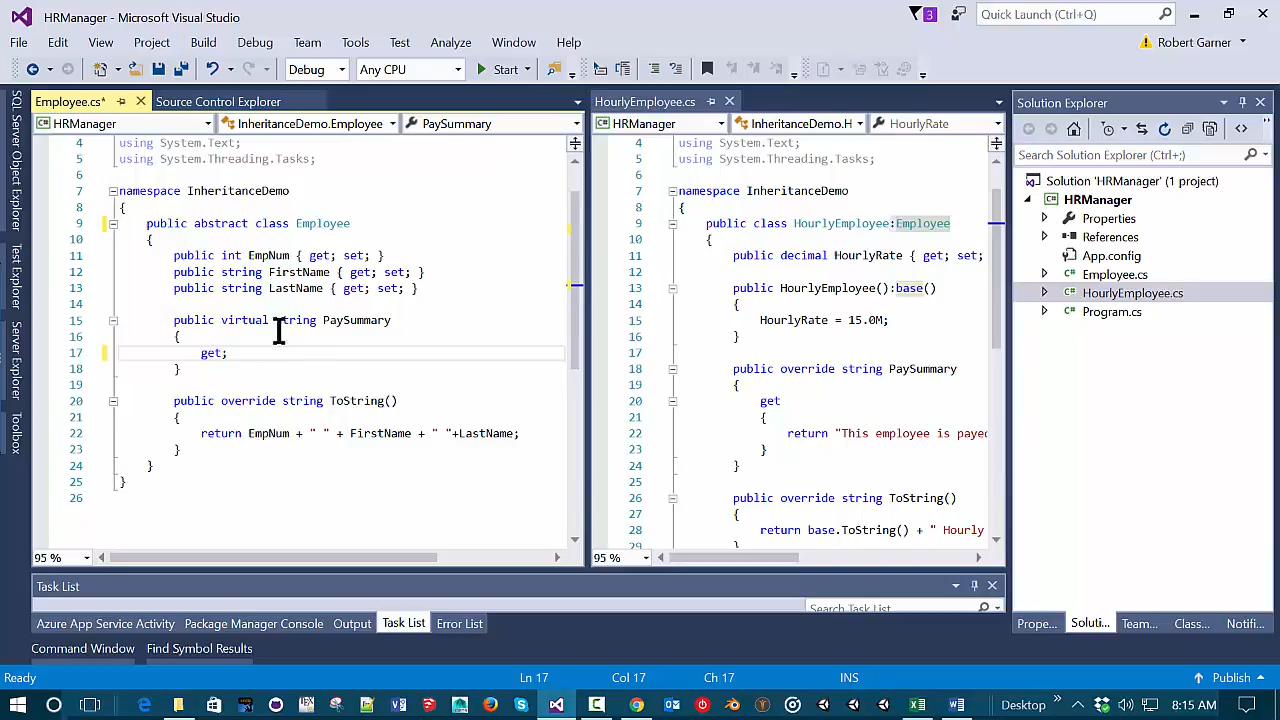 HRManager - Microsoft Visual Studio
3
Quick Launch (Ctrl+Q)
File Edit View Project Build Debug Team Tools Test Analyze Window Help
Robert Garner
Debug Any CPU Start
SQL Server Object Explorer
Test Explorer
Server Explorer
Toolbox
Employee.cs* Source Control Explorer
HRManager InheritanceDemo.Employee PaySummary
4 using System.Text;
5 using System.Threading.Tasks;
6
7 namespace InheritanceDemo
8 {
9 public abstract class Employee
10 {
11 public int EmpNum { get; set; }
12 public string FirstName { get; set; }
13 public string LastName { get; set; }
14
15 public virtual string PaySummary
16 {
17 get;
18 }
19
20 public override string ToString()
21 {
22 return EmpNum + " " + FirstName + " "+LastName;
23 }
24 }
25 }
26
95 %
HourlyEmployee.cs
HRManager InheritanceDemo.H HourlyRate
4 using System.Text;
5 using System.Threading.Tasks;
6
7 namespace InheritanceDemo
8 {
9 public class HourlyEmployee:Employee
10 {
11 public decimal HourlyRate { get; set;
12
13 public HourlyEmployee():base()
14 {
15 HourlyRate = 15.0M;
16 }
17
18 public override string PaySummary
19 {
20 get
21 {
22 return "This employee is payed
23 }
24 }
25
26 public override string ToString()
27 {
28 return base.ToString() + " Hourly
29 }
95 %
Solution Explorer
Search Solution Explorer (Ctrl+;)
Solution 'HRManager' (1 project)
HRManager
Properties
References
App.config
Employee.cs
HourlyEmployee.cs
Program.cs
Prope... Soluti... Team... Class... Notifi...
Task List
Search Task List
Azure App Service Activity Package Manager Console Output Task List Error List
Command Window Find Symbol Results
Ready Ln 17 Col 17 Ch 17 INS Publish
Desktop 8:15 AM